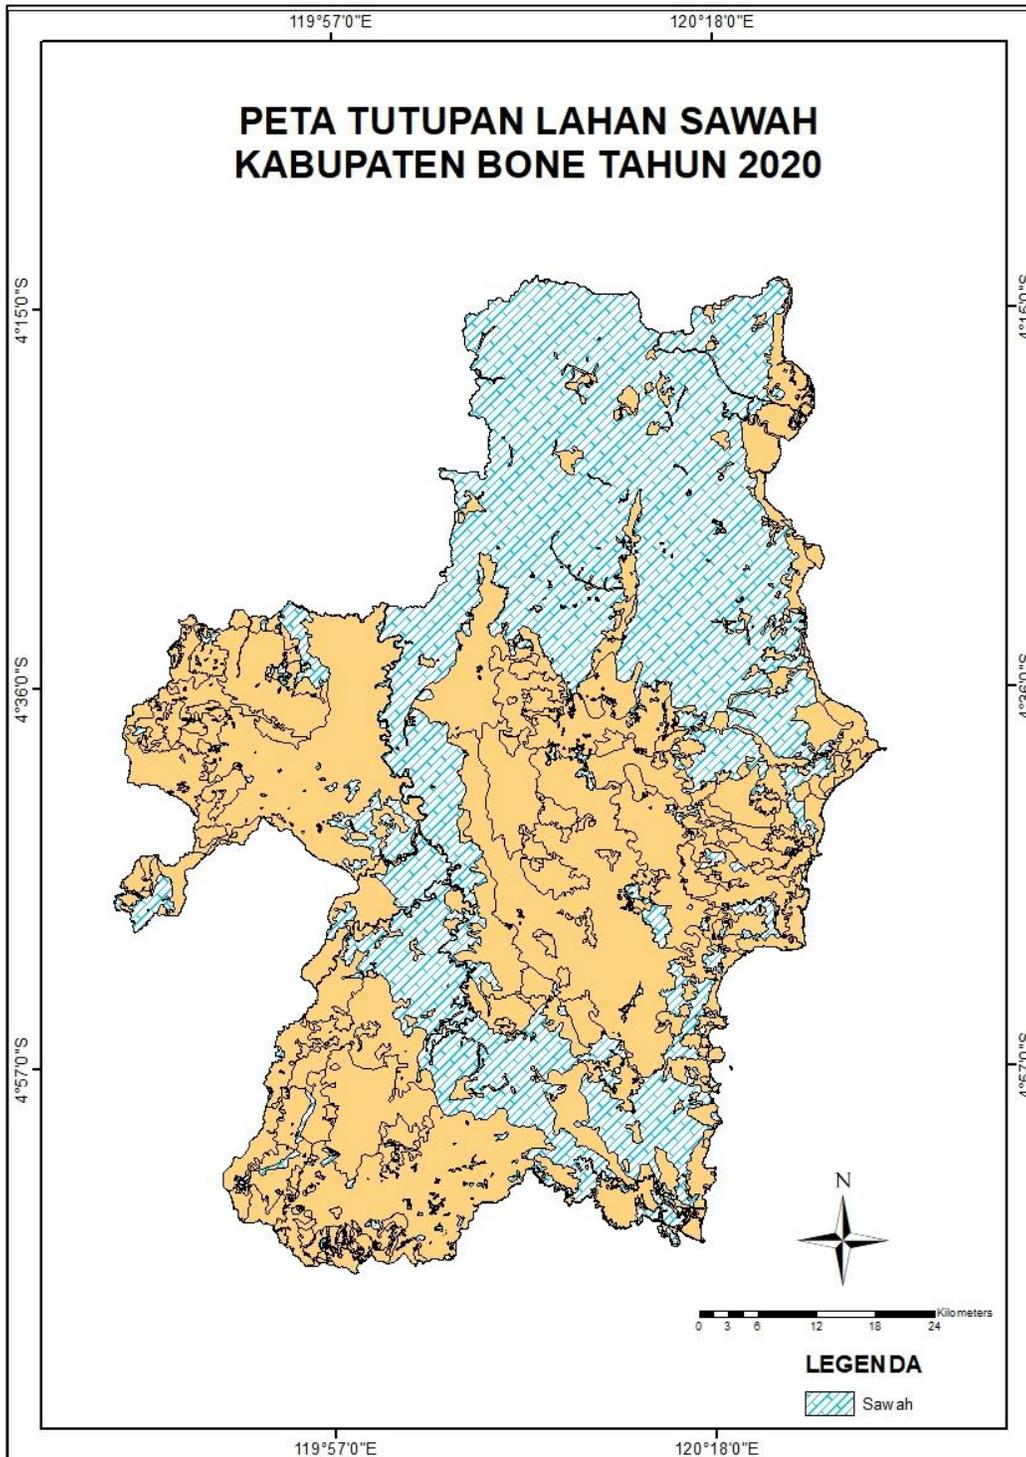 119°57'0"E 120°18'0"E
PETA TUTUPAN LAHAN SAWAH
KABUPATEN BONE TAHUN 2020
4°15'0"S 4°15'0"S
4°36'0"S 4°36'0"S
4°57'0"S 4°57'0"S
N
Kilometers
0 3 6 12 18 24
LEGENDA
Sawah
119°57'0"E 120°18'0"E